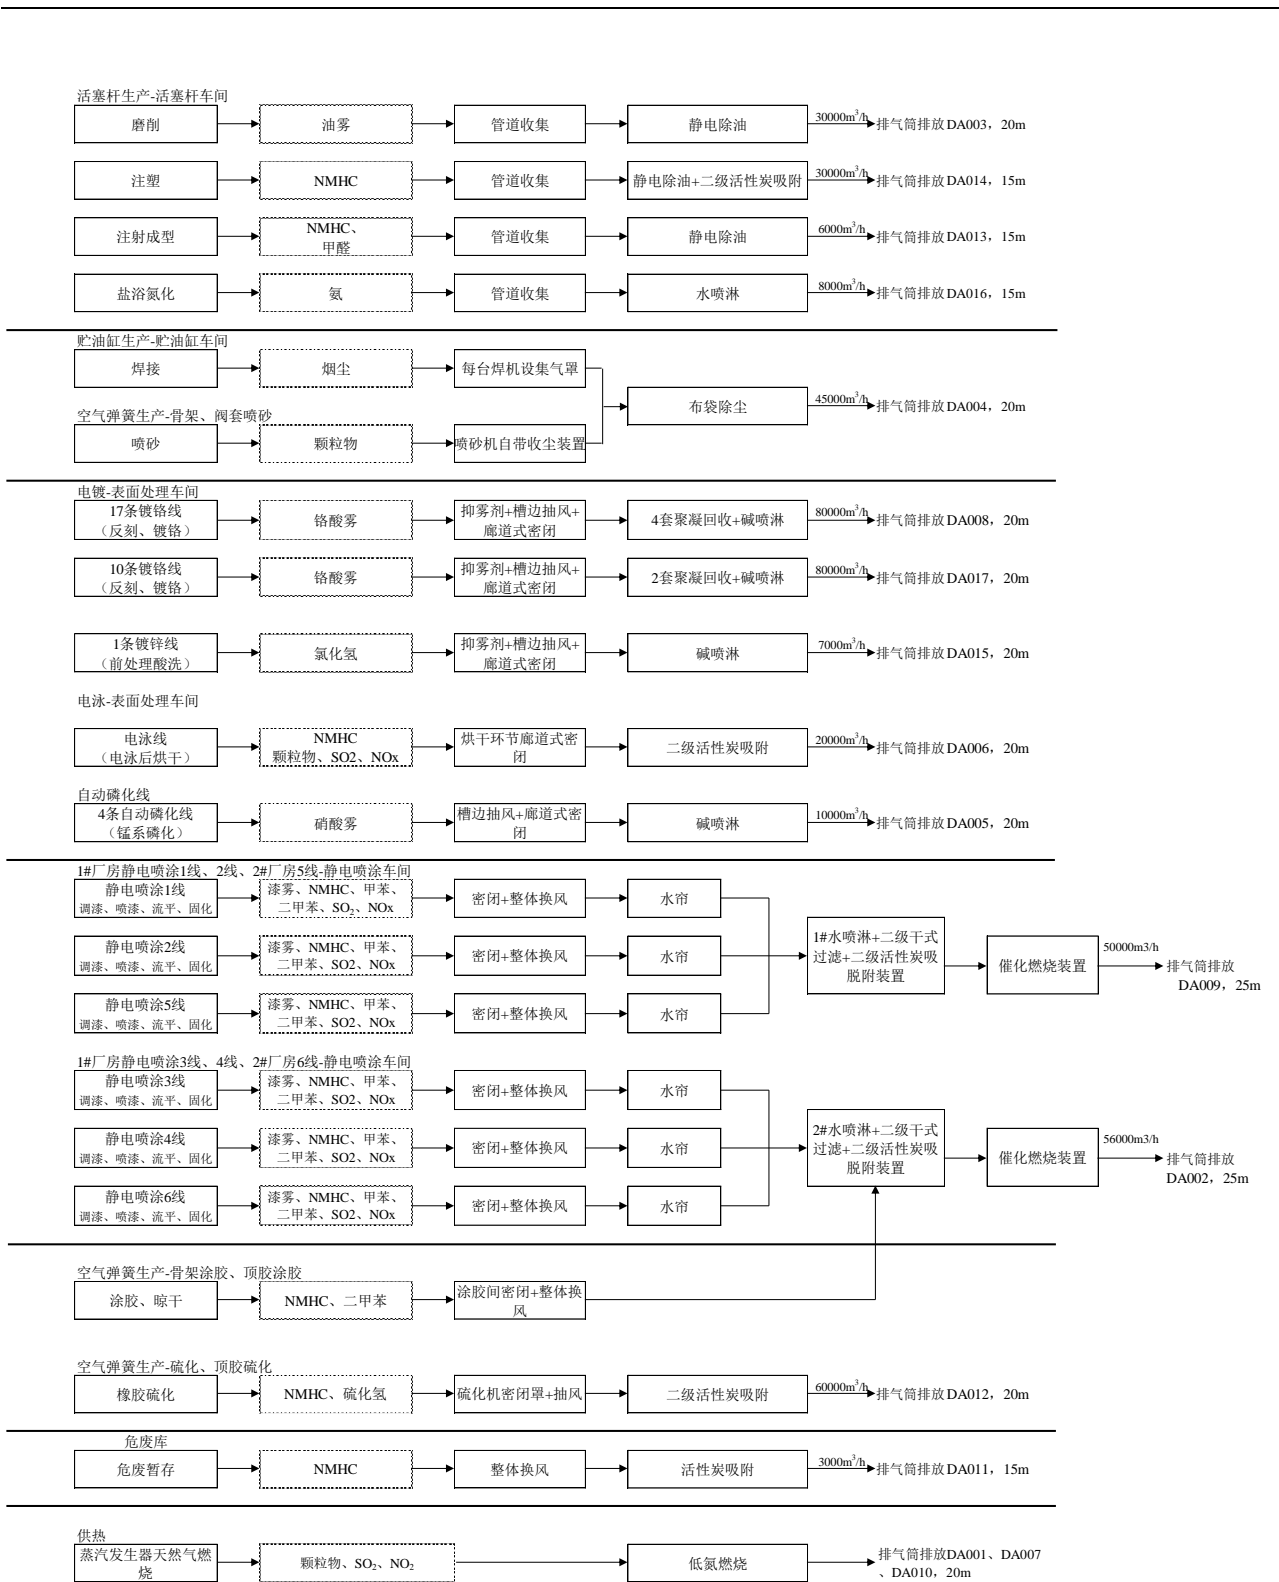 活塞杆生产-活塞杆车间
磨削 油雾 管道收集 静电除油 30000m³/h 排气筒排放DA003，20m
注塑 NMHC 管道收集 静电除油+二级活性炭吸附 30000m³/h 排气筒排放DA014，15m
注射成型 NMHC、
甲醛 管道收集 静电除油 6000m³/h 排气筒排放DA013，15m
盐浴氮化 氨 管道收集 水喷淋 8000m³/h 排气筒排放DA016，15m
贮油缸生产-贮油缸车间
焊接 烟尘 每台焊机设集气罩
布袋除尘 45000m³/h 排气筒排放DA004，20m
空气弹簧生产-骨架、阀套喷砂
喷砂 颗粒物 喷砂机自带收尘装置
电镀-表面处理车间
17条镀铬线
（反刻、镀铬） 铬酸雾 抑雾剂+槽边抽风+
廊道式密闭 4套聚凝回收+碱喷淋 80000m³/h 排气筒排放DA008，20m
10条镀铬线
（反刻、镀铬） 铬酸雾 抑雾剂+槽边抽风+
廊道式密闭 2套聚凝回收+碱喷淋 80000m³/h 排气筒排放DA017，20m
1条镀锌线
（前处理酸洗） 氯化氢 抑雾剂+槽边抽风+
廊道式密闭 碱喷淋 7000m³/h 排气筒排放DA015，20m
电泳-表面处理车间
电泳线
（电泳后烘干） NMHC
颗粒物、SO2、NOx 烘干环节廊道式密
闭 二级活性炭吸附 20000m³/h 排气筒排放DA006，20m
自动磷化线
4条自动磷化线
（锰系磷化） 硝酸雾 槽边抽风+廊道式密
闭 碱喷淋 10000m³/h 排气筒排放DA005，20m
1#厂房静电喷涂1线、2线、2#厂房5线-静电喷涂车间
静电喷涂1线
调漆、喷漆、流平、固化 漆雾、NMHC、甲苯、
二甲苯、SO₂、NOx 密闭+整体换风 水帘
静电喷涂2线
调漆、喷漆、流平、固化 漆雾、NMHC、甲苯、
二甲苯、SO2、NOx 密闭+整体换风 水帘
1#水喷淋+二级干式
过滤+二级活性炭吸
脱附装置 催化燃烧装置 50000m3/h 排气筒排放
DA009，25m
静电喷涂5线
调漆、喷漆、流平、固化 漆雾、NMHC、甲苯、
二甲苯、SO2、NOx 密闭+整体换风 水帘
1#厂房静电喷涂3线、4线、2#厂房6线-静电喷涂车间
静电喷涂3线
调漆、喷漆、流平、固化 漆雾、NMHC、甲苯、
二甲苯、SO2、NOx 密闭+整体换风 水帘
静电喷涂4线
调漆、喷漆、流平、固化 漆雾、NMHC、甲苯、
二甲苯、SO2、NOx 密闭+整体换风 水帘
2#水喷淋+二级干式
过滤+二级活性炭吸
脱附装置 催化燃烧装置 56000m3/h 排气筒排放
DA002，25m
静电喷涂6线
调漆、喷漆、流平、固化 漆雾、NMHC、甲苯、
二甲苯、SO2、NOx 密闭+整体换风 水帘
空气弹簧生产-骨架涂胶、顶胶涂胶
涂胶、晾干 NMHC、二甲苯 涂胶间密闭+整体换
风
空气弹簧生产-硫化、顶胶硫化
橡胶硫化 NMHC、硫化氢 硫化机密闭罩+抽风 二级活性炭吸附 60000m³/h 排气筒排放DA012，20m
危废库
危废暂存 NMHC 整体换风 活性炭吸附 3000m³/h 排气筒排放DA011，15m
供热
蒸汽发生器天然气燃
烧 颗粒物、SO₂、NO₂ 低氮燃烧 排气筒排放DA001、DA007
、DA010，20m